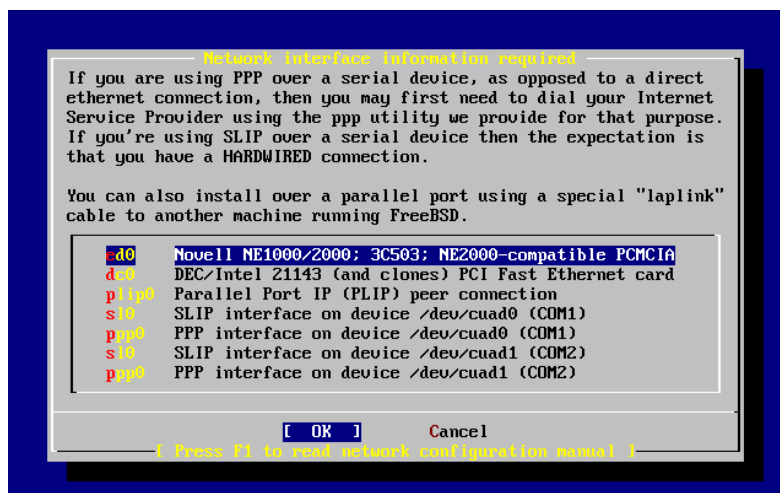 Network interface information required
If you are using PPP over a serial device, as opposed to a direct
ethernet connection, then you may first need to dial your Internet
Service Provider using the ppp utility we provide for that purpose.
If you're using SLIP over a serial device then the expectation is
that you have a HARDWIRED connection.
You can also install over a parallel port using a special "laplink"
cable to another machine running FreeBSD.
ed0 Novell NE1000/2000; 3C503; NE2000-compatible PCMCIA
dc0 DEC/Intel 21143 (and clones) PCI Fast Ethernet card
plip0 Parallel Port IP (PLIP) peer connection
sl0 SLIP interface on device /dev/cuad0 (COM1)
ppp0 PPP interface on device /dev/cuad0 (COM1)
sl0 SLIP interface on device /dev/cuad1 (COM2)
ppp0 PPP interface on device /dev/cuad1 (COM2)
[ OK ] Cancel
[ Press F1 to read network configuration manual ]